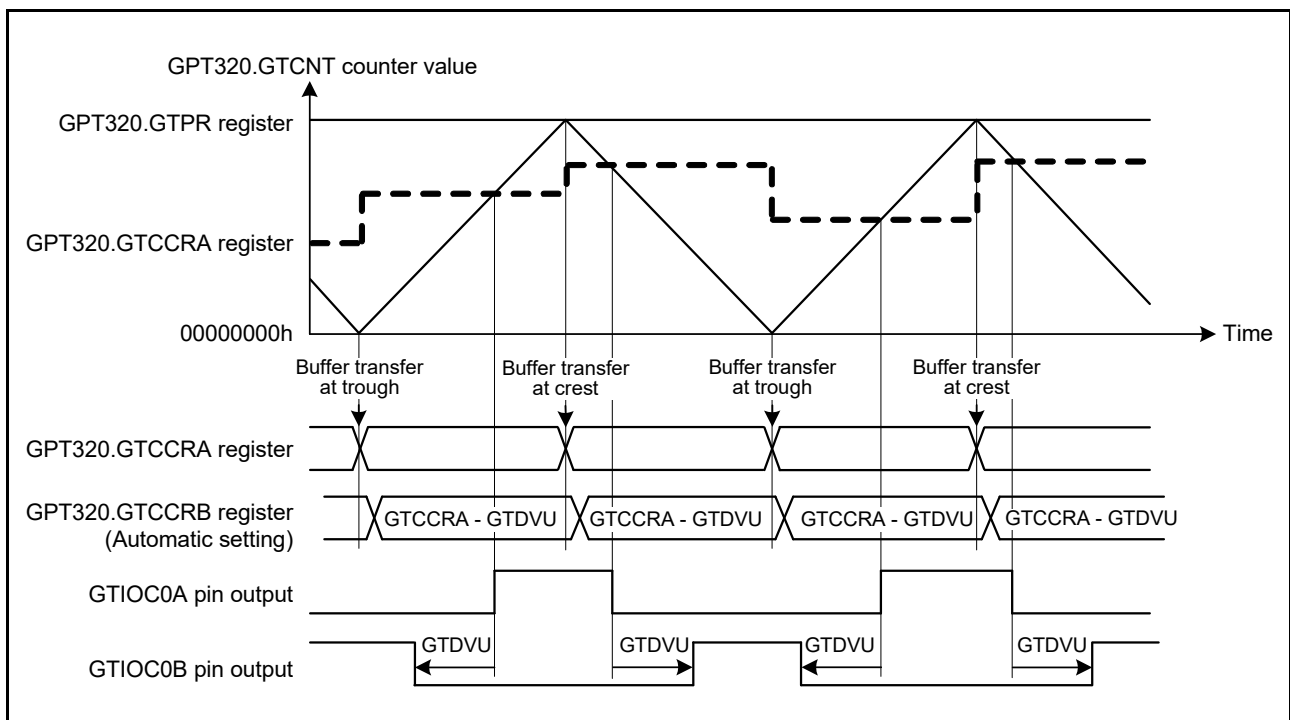 GPT320.GTCNT counter value
GPT320.GTPR register
GPT320.GTCCRA register
00000000h
Time
Buffer transfer
at trough
Buffer transfer
at crest
Buffer transfer
at trough
Buffer transfer
at crest
GPT320.GTCCRA register
GPT320.GTCCRB register
(Automatic setting)
GTCCRA - GTDVU
GTCCRA - GTDVU
GTCCRA - GTDVU
GTCCRA - GTDVU
GTIOC0A pin output
GTIOC0B pin output
GTDVU
GTDVU
GTDVU
GTDVU